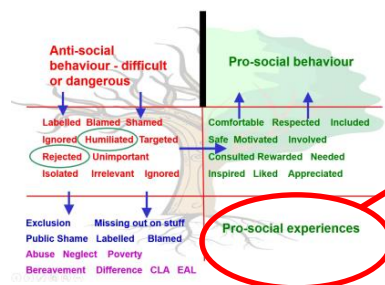 Anti-social
behaviour - difficult
or dangerous
Pro-social behaviour
Labelled Blamed Shamed
Ignored Humiliated Targeted
Rejected Unimportant
Isolated Irrelevant Ignored
Comfortable Respected Included
Safe Motivated Involved
Consulted Rewarded Needed
Inspired Liked Appreciated
Exclusion Missing out on stuff
Public Shame Labelled Blamed
Abuse Neglect Poverty
Bereavement Difference CLA EAL
Pro-social experiences